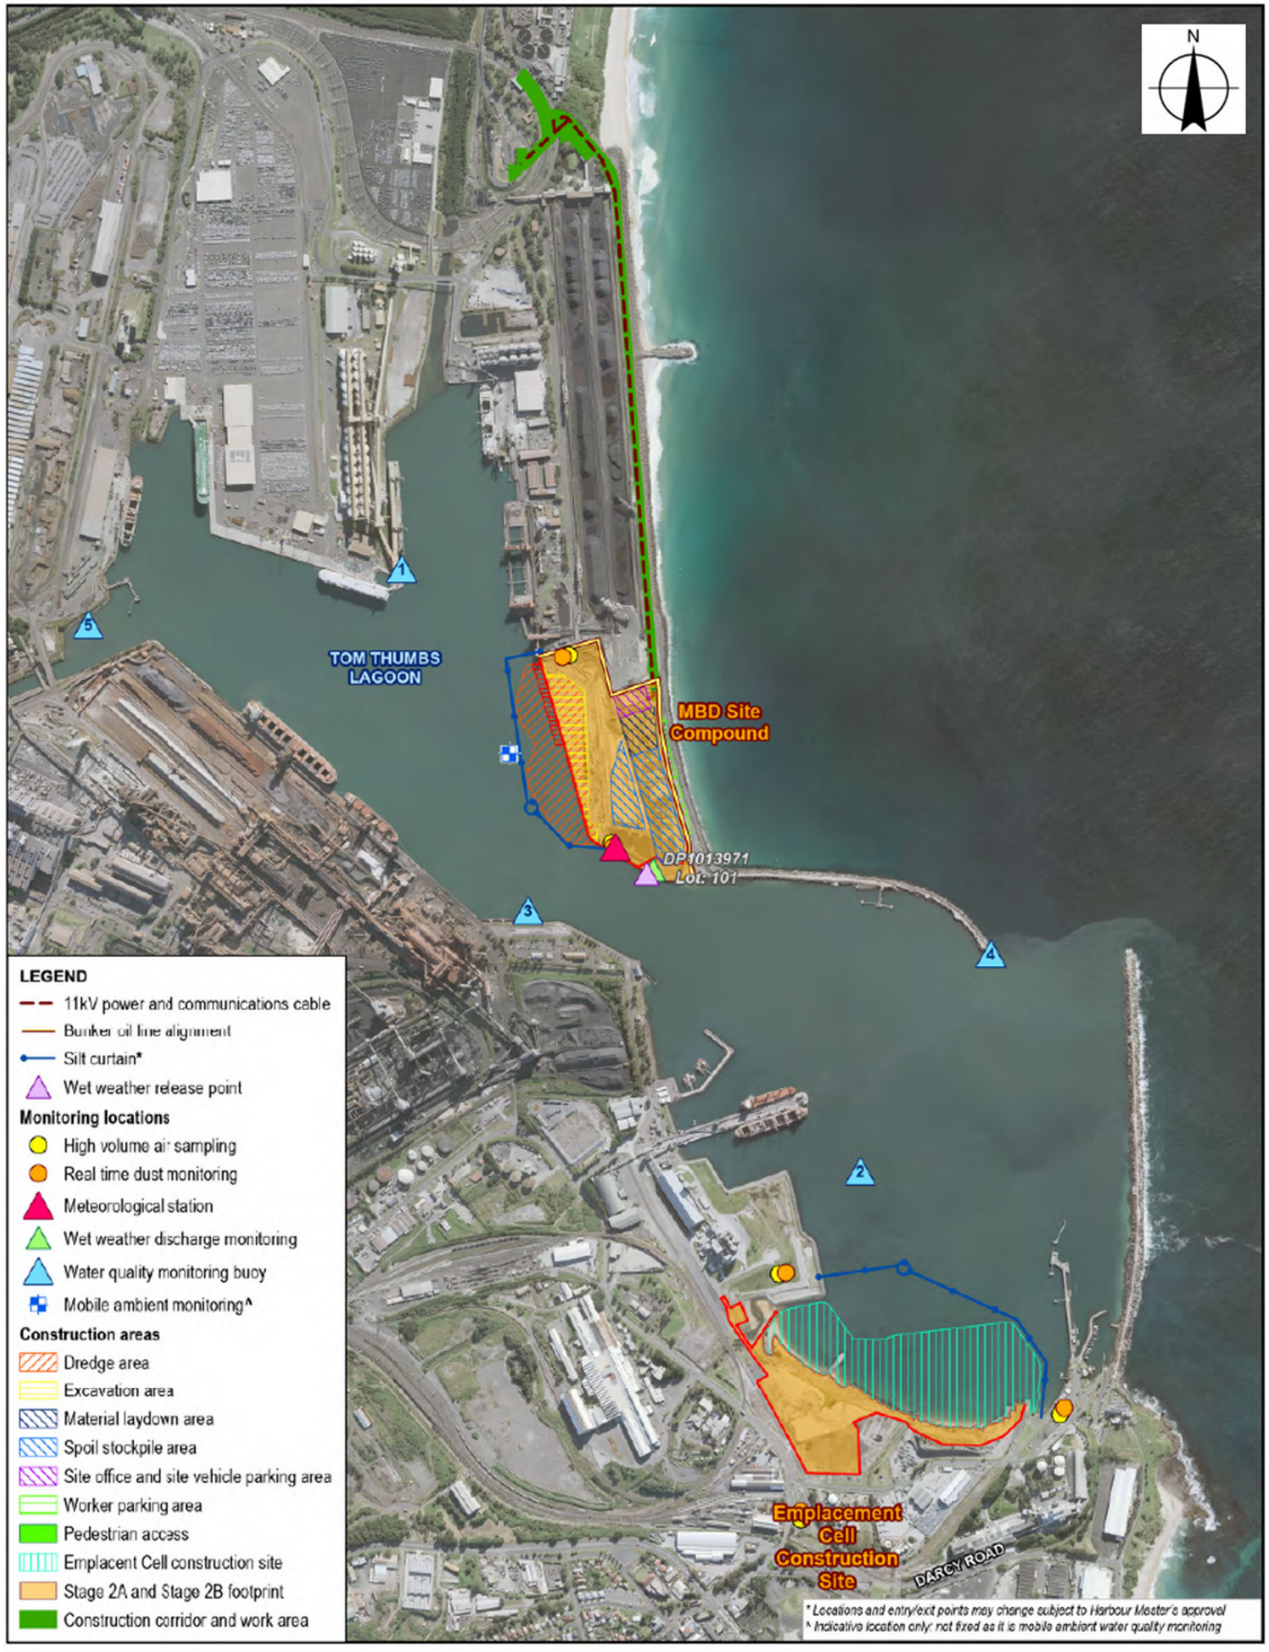 N
1
5
TOM THUMBS
LAGOON
MBD Site
Compound
DP1013971
Lot: 101
3
4
2
LEGEND
11kV power and communications cable
Bunker oil line alignment
Silt curtain*
Wet weather release point
Monitoring locations
High volume air sampling
Real time dust monitoring
Meteorological station
Wet weather discharge monitoring
Water quality monitoring buoy
Mobile ambient monitoring^
Construction areas
Dredge area
Excavation area
Material laydown area
Spoil stockpile area
Site office and site vehicle parking area
Worker parking area
Pedestrian access
Emplacent Cell construction site
Stage 2A and Stage 2B footprint
Construction corridor and work area
Emplacement
Cell
Construction
Site
DARCY ROAD
* Locations and entry/exit points may change subject to Harbour Master's approval
^ Indicative location only: not fixed as it is mobile ambient water quality monitoring